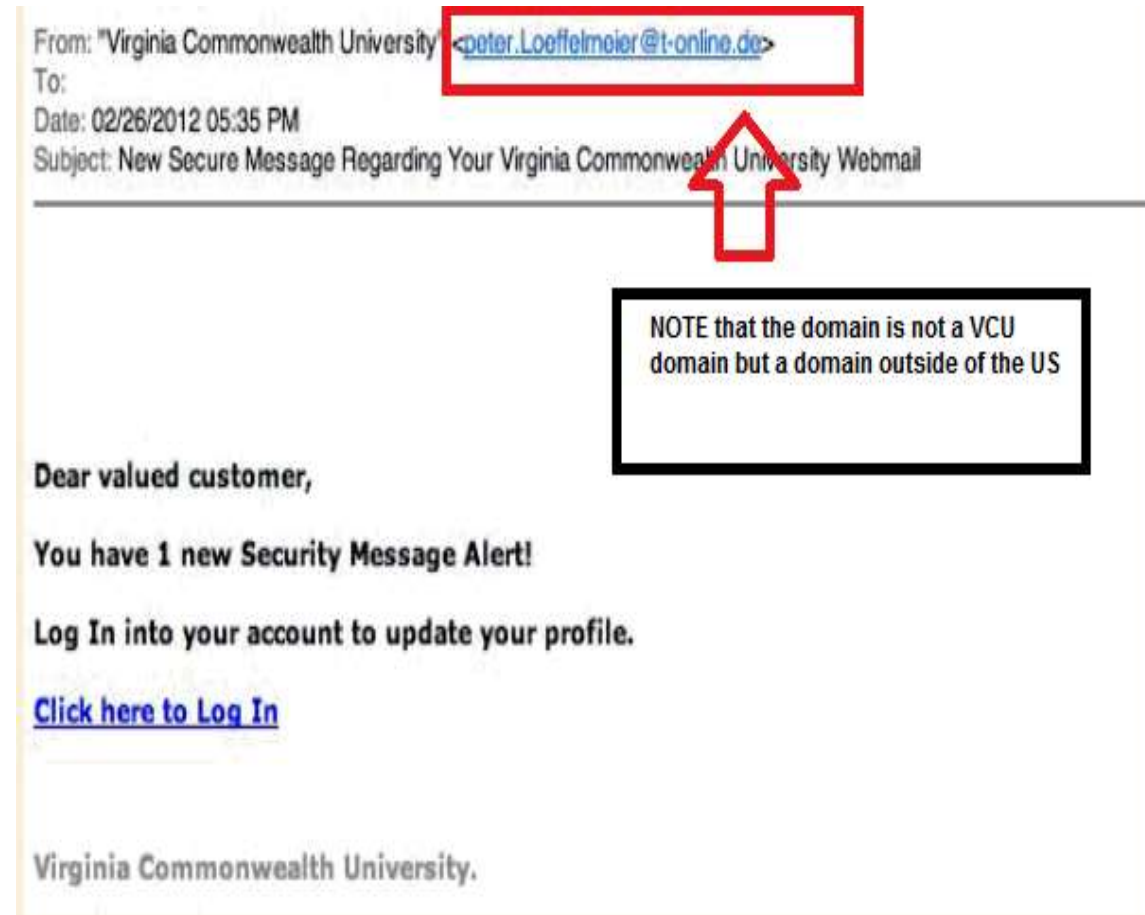 From: "Virginia Commonwealth University" <peter.Loeffelmeier@t-online.de>
To:
Date: 02/26/2012 05:35 PM
Subject: New Secure Message Regarding Your Virginia Commonwealth University Webmail
NOTE that the domain is not a VCU
domain but a domain outside of the US
Dear valued customer,
You have 1 new Security Message Alert!
Log In into your account to update your profile.
Click here to Log In
Virginia Commonwealth University.